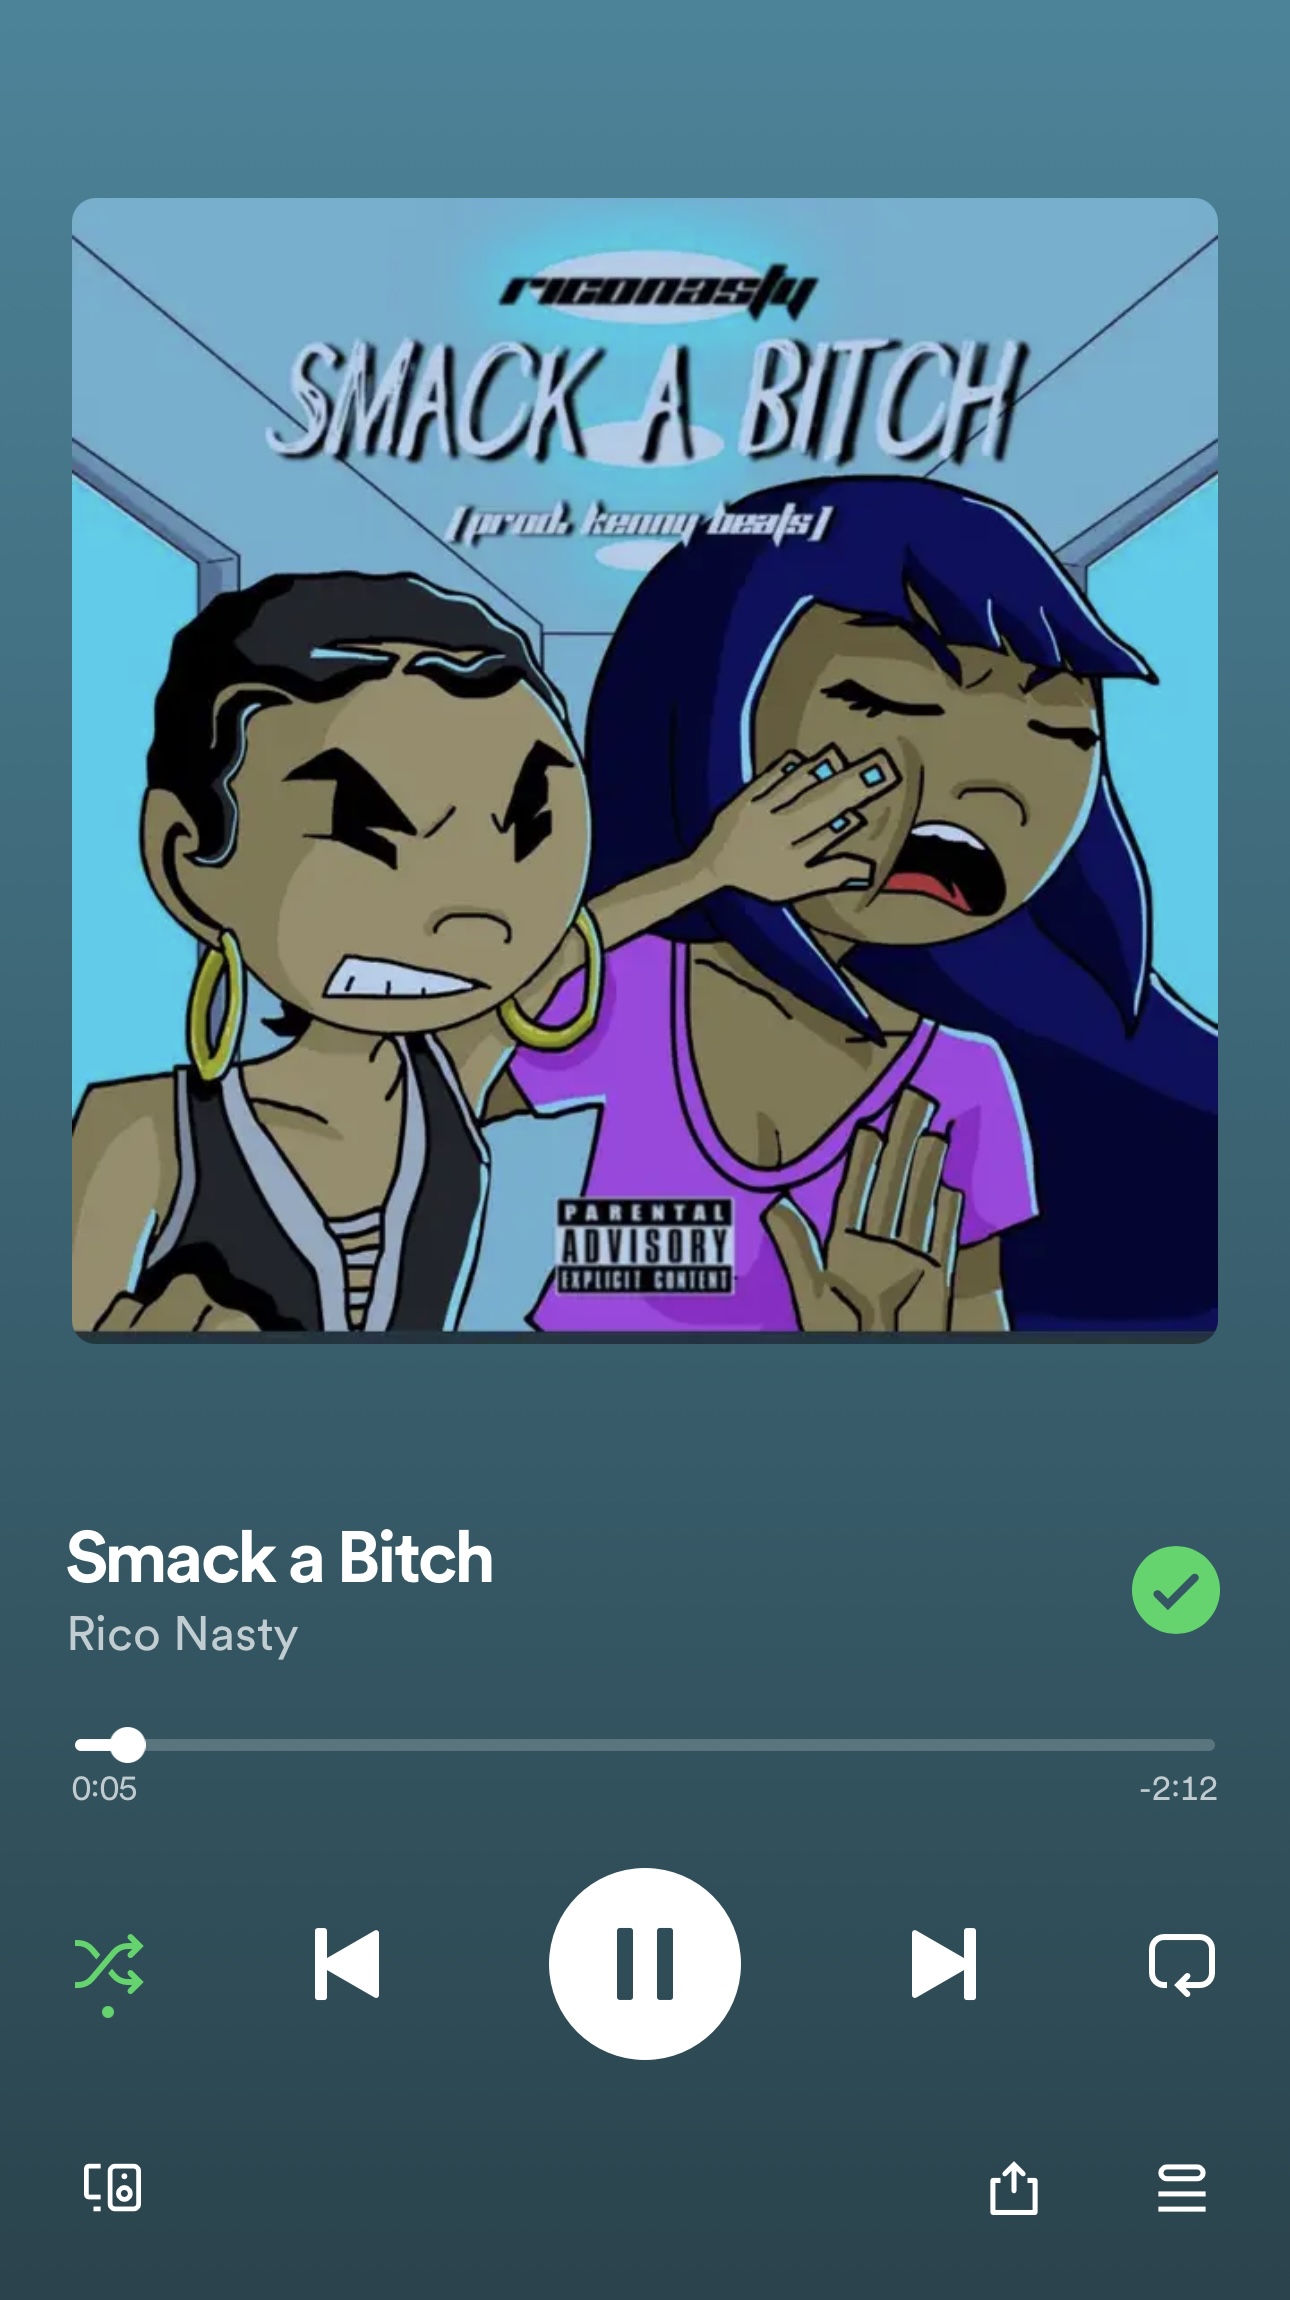 riconasty
SMACK A BITCH
[prod. kenny beats]
PARENTAL
ADVISORY
EXPLICIT CONTENT
Smack a Bitch
Rico Nasty
0:05
-2:12